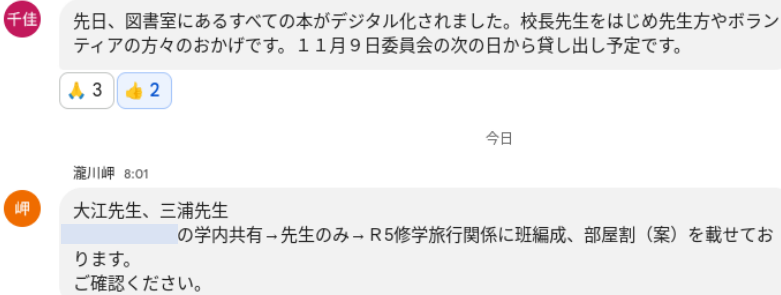 千佳
先日、図書室にあるすべての本がデジタル化されました。校長先生をはじめ先生方やボラン
ティアの方々のおかげです。１１月９日委員会の次の日から貸し出し予定です。
🙏 3 👍 2
今日
瀧川岬 8:01
岬
大江先生、三浦先生
の学内共有→先生のみ→Ｒ5修学旅行関係に班編成、部屋割（案）を載せてお
ります。
ご確認ください。